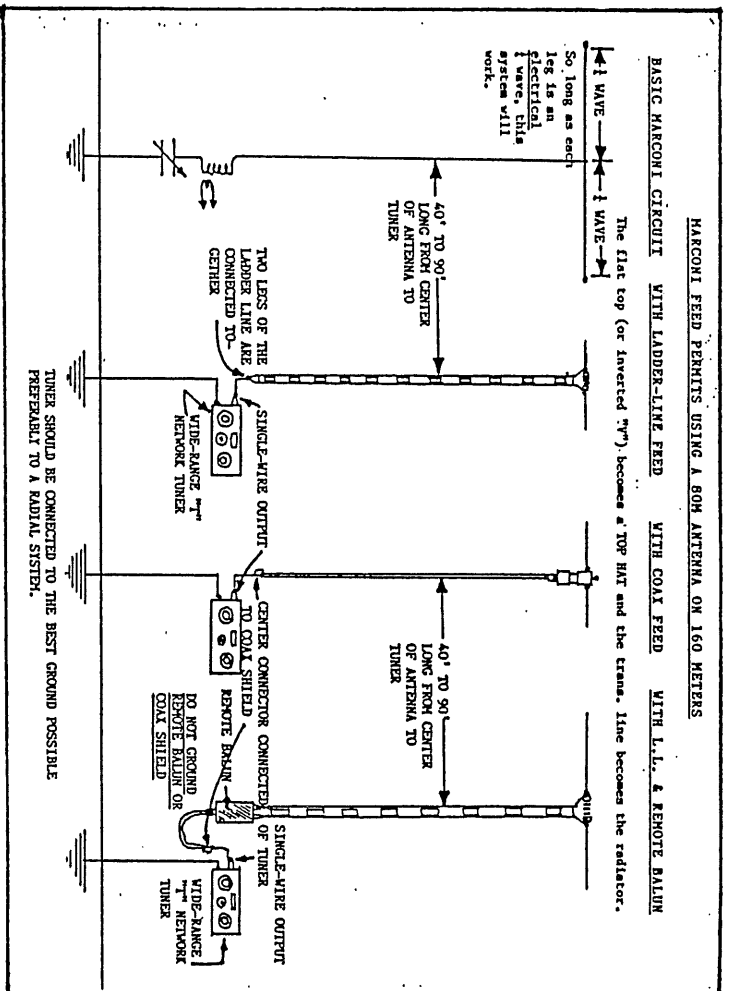 MARCONI FEED PERMITS USING A 80M ANTENNA ON 160 METERS
BASIC MARCONI CIRCUIT
WITH LADDER-LINE FEED
WITH COAX FEED
WITH L.L. & REMOTE BALUN
The flat top (or inverted "V") becomes a TOP HAT and the trans. line becomes the radiator.
¼ WAVE
¼ WAVE
So long as each
leg is an
electrical
¼ wave, this
system will
work.
40' TO 90'
LONG FROM CENTER
OF ANTENNA TO
TUNER
40' TO 90'
LONG FROM CENTER
OF ANTENNA TO
TUNER
TWO LEGS OF THE
LADDER LINE ARE
CONNECTED TO-
GETHER
SINGLE-WIRE OUTPUT
WIDE-RANGE "T"
NETWORK TUNER
CENTER CONNECTOR CONNECTED
TO COAX SHIELD
REMOTE BALUN
DO NOT GROUND
REMOTE BALUN OR
COAX SHIELD
SINGLE-WIRE OUTPUT
OF TUNER
WIDE-RANGE
"T" NETWORK
TUNER
TUNER SHOULD BE CONNECTED TO THE BEST GROUND POSSIBLE
PREFERABLY TO A RADIAL SYSTEM.